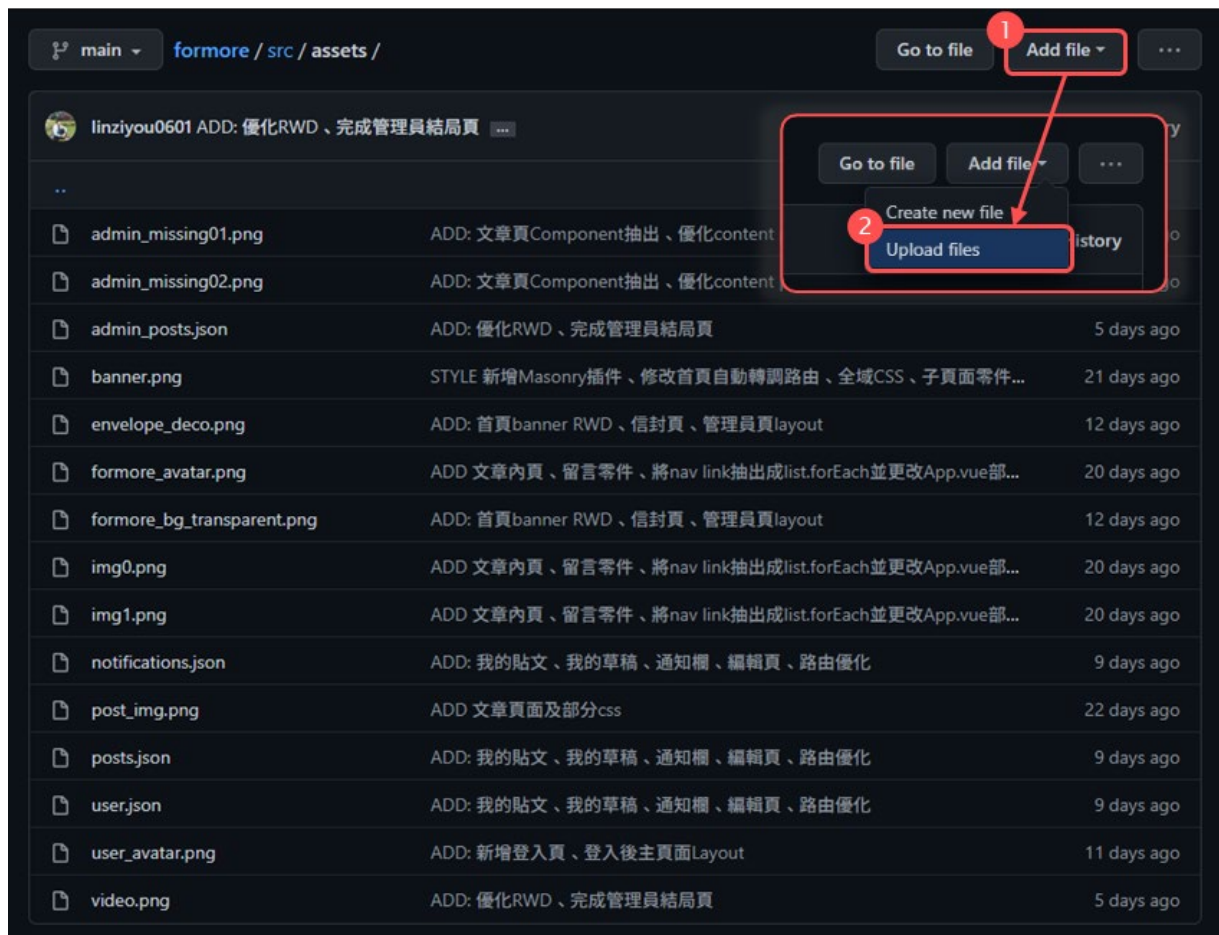 main formore / src / assets / Go to file Add file ...
1
linziyou0601 ADD: 優化RWD、完成管理員結局頁 ...
ry
Go to file Add file ...
..
Create new file
2
Upload files
istory
admin_missing01.png ADD: 文章頁Component抽出、優化content o
admin_missing02.png ADD: 文章頁Component抽出、優化content go
admin_posts.json ADD: 優化RWD、完成管理員結局頁 5 days ago
banner.png STYLE 新增Masonry插件、修改首頁自動轉調路由、全域CSS、子頁面零件... 21 days ago
envelope_deco.png ADD: 首頁banner RWD、信封頁、管理員頁layout 12 days ago
formore_avatar.png ADD 文章內頁、留言零件、將nav link抽出成list.forEach並更改App.vue部... 20 days ago
formore_bg_transparent.png ADD: 首頁banner RWD、信封頁、管理員頁layout 12 days ago
img0.png ADD 文章內頁、留言零件、將nav link抽出成list.forEach並更改App.vue部... 20 days ago
img1.png ADD 文章內頁、留言零件、將nav link抽出成list.forEach並更改App.vue部... 20 days ago
notifications.json ADD: 我的貼文、我的草稿、通知欄、編輯頁、路由優化 9 days ago
post_img.png ADD 文章頁面及部分css 22 days ago
posts.json ADD: 我的貼文、我的草稿、通知欄、編輯頁、路由優化 9 days ago
user.json ADD: 我的貼文、我的草稿、通知欄、編輯頁、路由優化 9 days ago
user_avatar.png ADD: 新增登入頁、登入後主頁面Layout 11 days ago
video.png ADD: 優化RWD、完成管理員結局頁 5 days ago